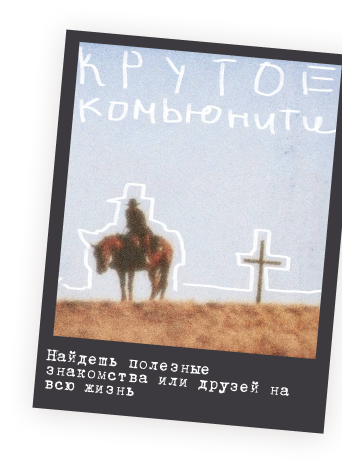 КРУТОЕ
комьюнити
Найдешь полезные
знакомства или друзей на
всю жизнь